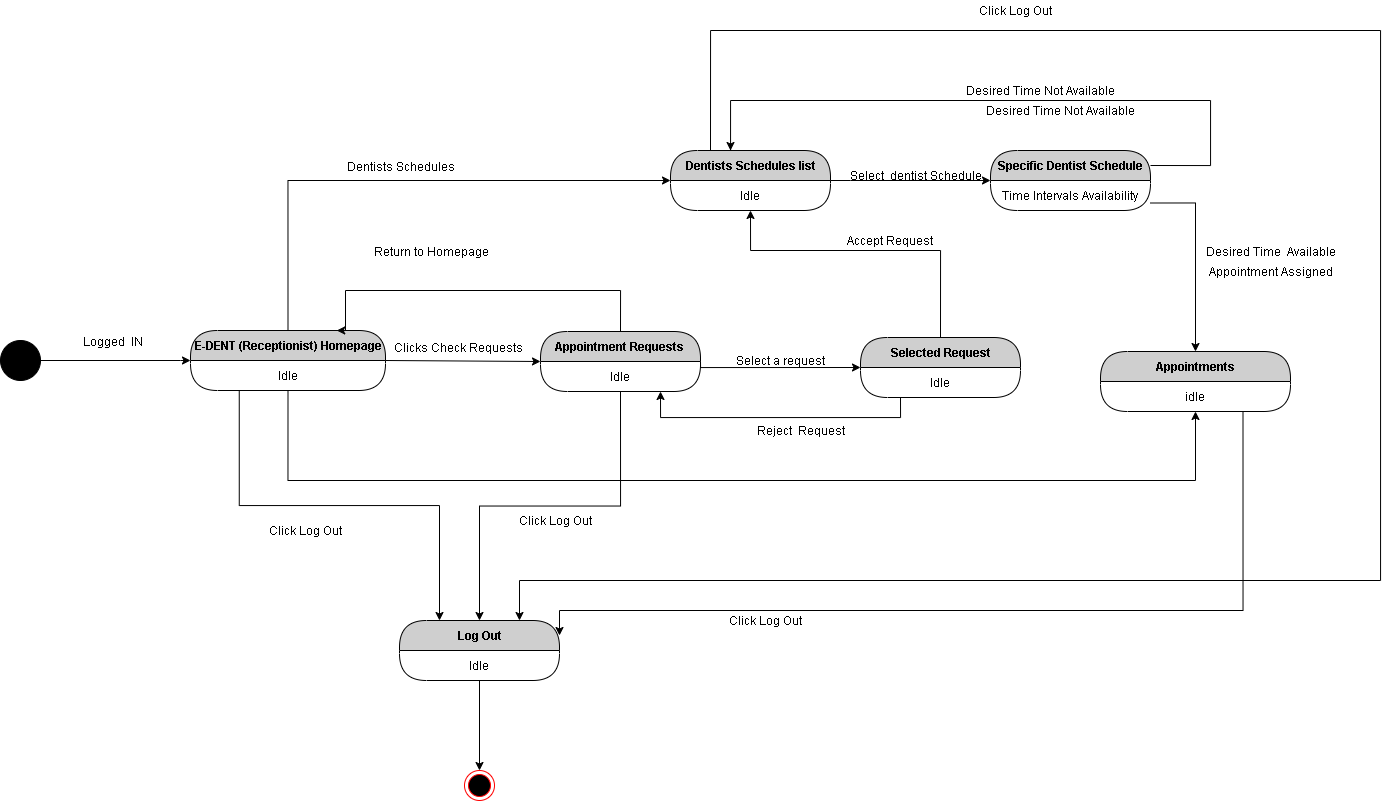 Click Log Out
Desired Time Not Available
Desired Time Not Available
Dentists Schedules
Dentists Schedules list
Idle
Select  dentist Schedule
Specific Dentist Schedule
Time Intervals Availability
Accept Request
Return to Homepage
Desired Time  Available
Appointment Assigned
Logged  IN
E-DENT (Receptionist) Homepage
Idle
Clicks Check Requests
Appointment Requests
Idle
Select a request
Selected Request
Idle
Appointments
idle
Reject  Request
Click Log Out
Click Log Out
Click Log Out
Log Out
Idle